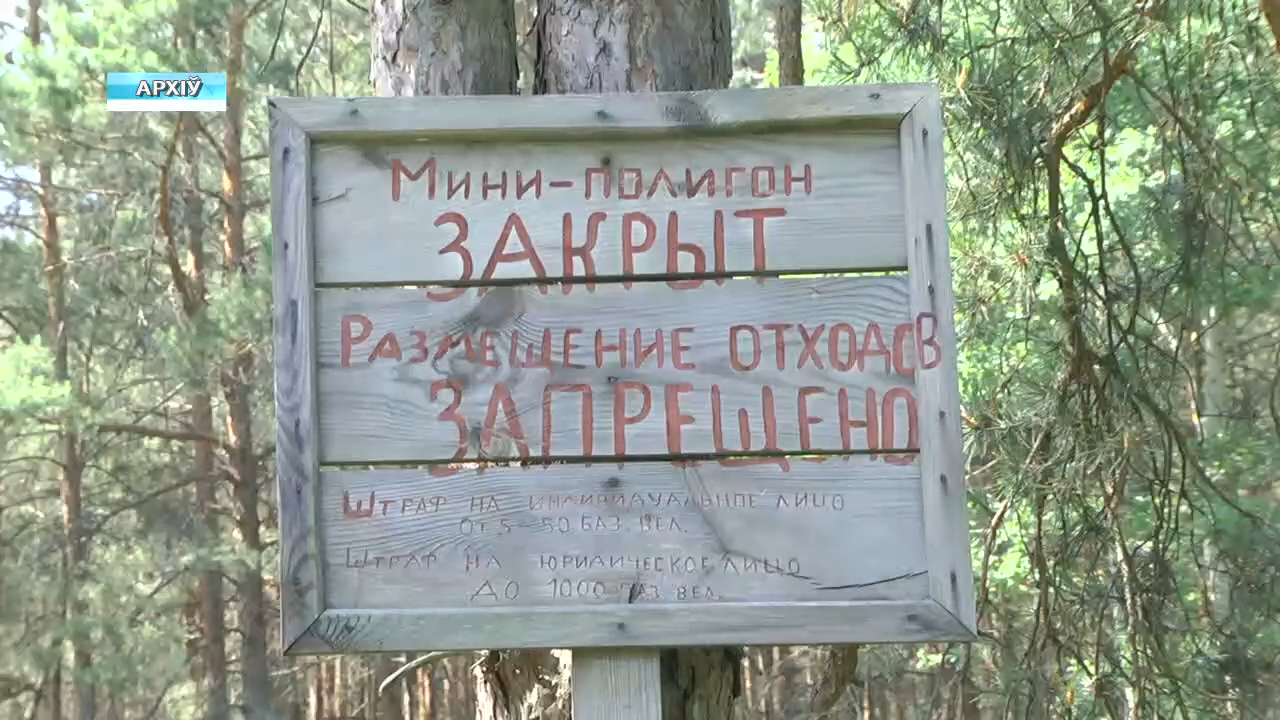 АРХІЎ
Мини-полигон
ЗАКРЫТ
Размещение отходов
ЗАПРЕЩЕНО
Штраф на индивидуальное лицо
от 5-50 баз. вел.
Штраф на юридическое лицо
до 1000 баз. вел.